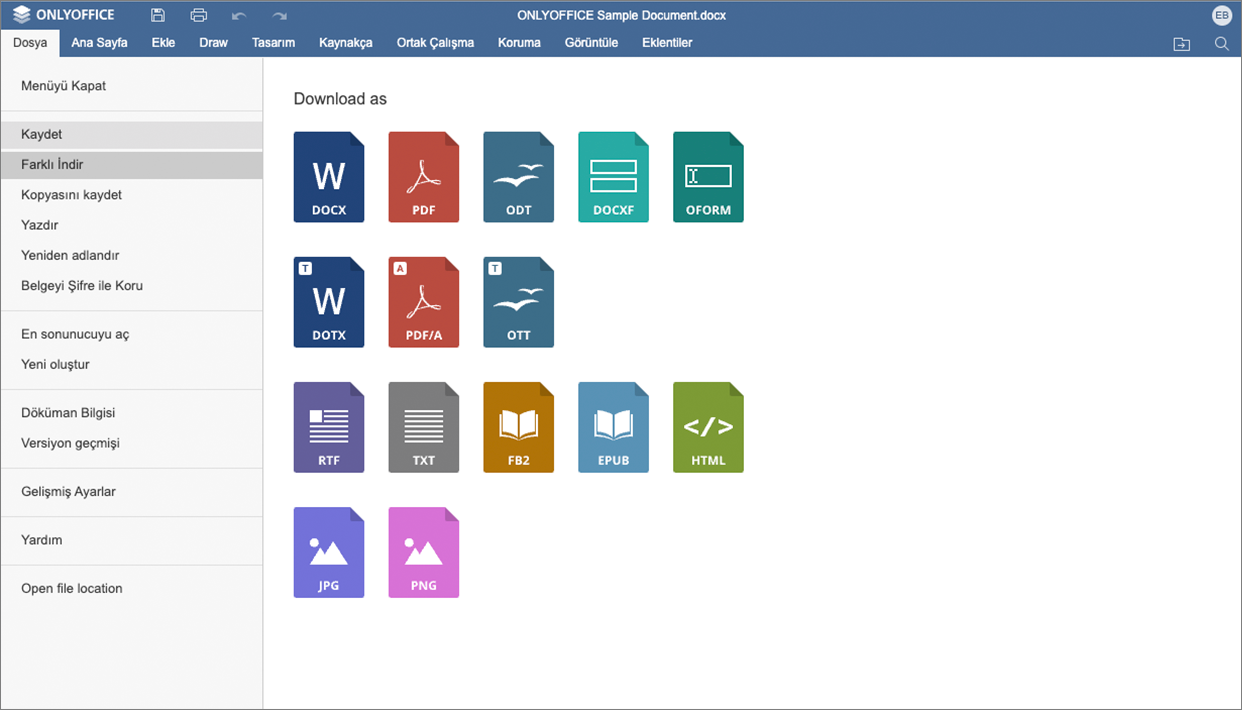 ONLYOFFICE
ONLYOFFICE Sample Document.docx
EB
Dosya Ana Sayfa Ekle Draw Tasarım Kaynakça Ortak Çalışma Koruma Görüntüle Eklentiler
Menüyü Kapat
Kaydet
Farklı İndir
Kopyasını kaydet
Yazdır
Yeniden adlandır
Belgeyi Şifre ile Koru
En sonunucuyu aç
Yeni oluştur
Döküman Bilgisi
Versiyon geçmişi
Gelişmiş Ayarlar
Yardım
Open file location
Download as
W
DOCX
PDF
ODT
DOCXF
OFORM
T
W
DOTX
A
PDF/A
T
OTT
RTF
TXT
FB2
EPUB
</>
HTML
JPG
PNG